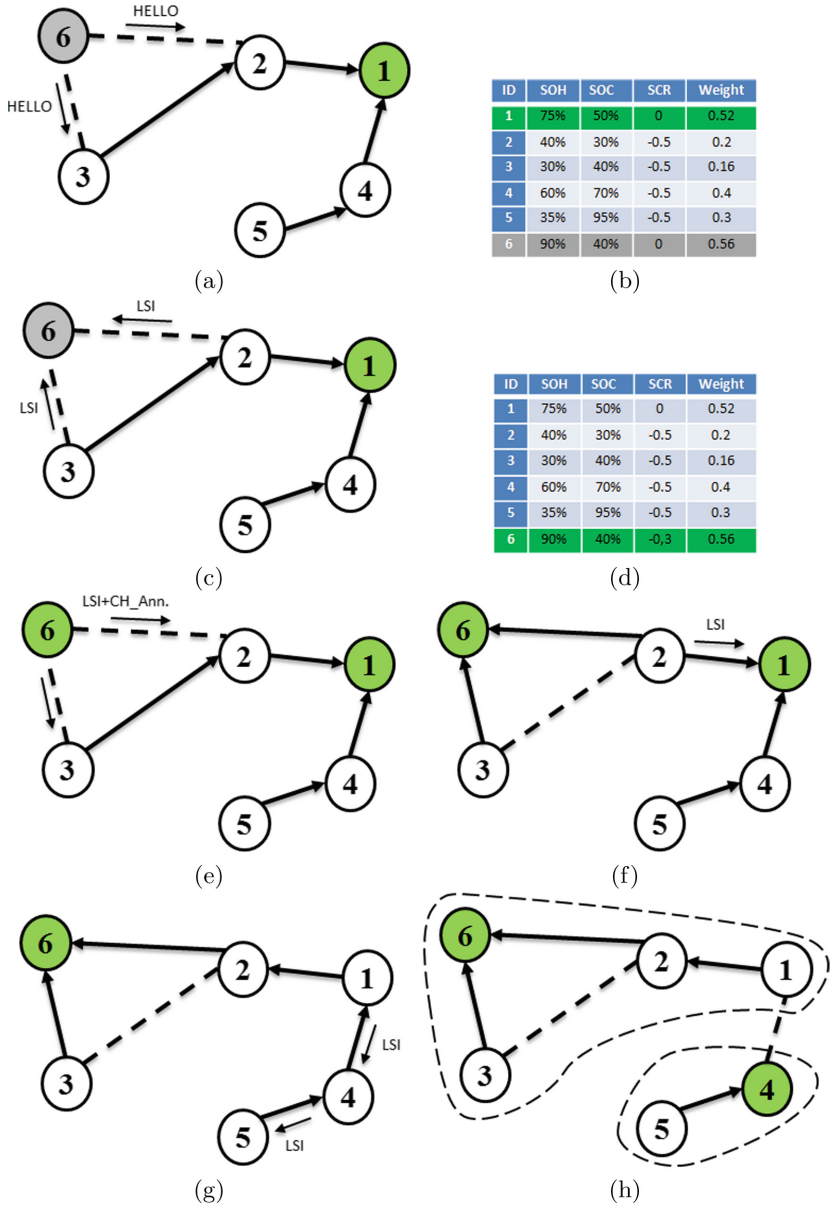 HELLO
6
2
1
HELLO
3
4
5
(a)
ID SOH SOC SCR Weight
1 75% 50% 0 0.52
2 40% 30% -0.5 0.2
3 30% 40% -0.5 0.16
4 60% 70% -0.5 0.4
5 35% 95% -0.5 0.3
6 90% 40% 0 0.56
(b)
LSI
6
2
1
LSI
3
4
5
(c)
ID SOH SOC SCR Weight
1 75% 50% 0 0.52
2 40% 30% -0.5 0.2
3 30% 40% -0.5 0.16
4 60% 70% -0.5 0.4
5 35% 95% -0.5 0.3
6 90% 40% -0,3 0.56
(d)
LSI+CH_Ann.
6
2
1
3
4
5
(e)
6
LSI
2
1
3
4
5
(f)
6
2
1
LSI
3
4
5
LSI
(g)
6
2
1
3
4
5
(h)